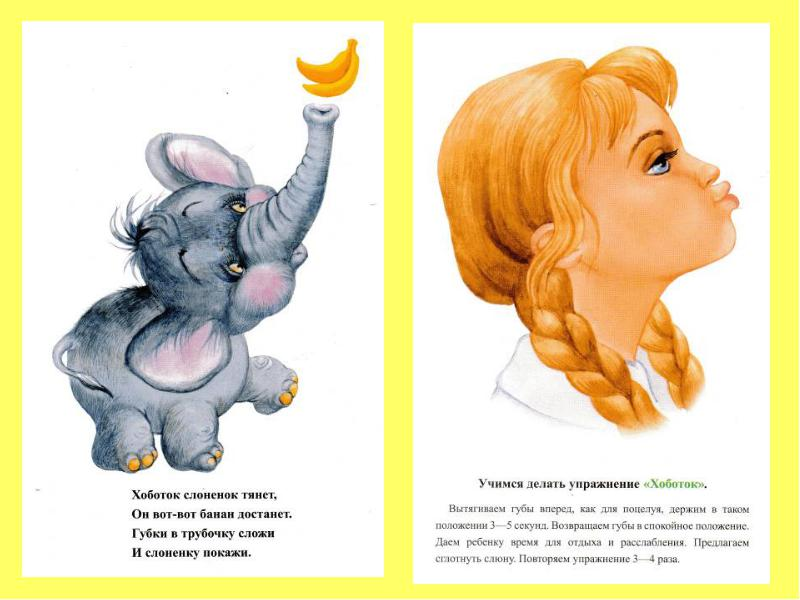 Хоботок слоненок тянет,
Он вот-вот банан достанет.
Губки в трубочку сложи
И слоненку покажи.
Учимся делать упражнение «Хоботок».
Вытягиваем губы вперед, как для поцелуя, держим в таком
положении 3—5 секунд. Возвращаем губы в спокойное положение.
Даем ребенку время для отдыха и расслабления. Предлагаем
сглотнуть слюну. Повторяем упражнение 3—4 раза.